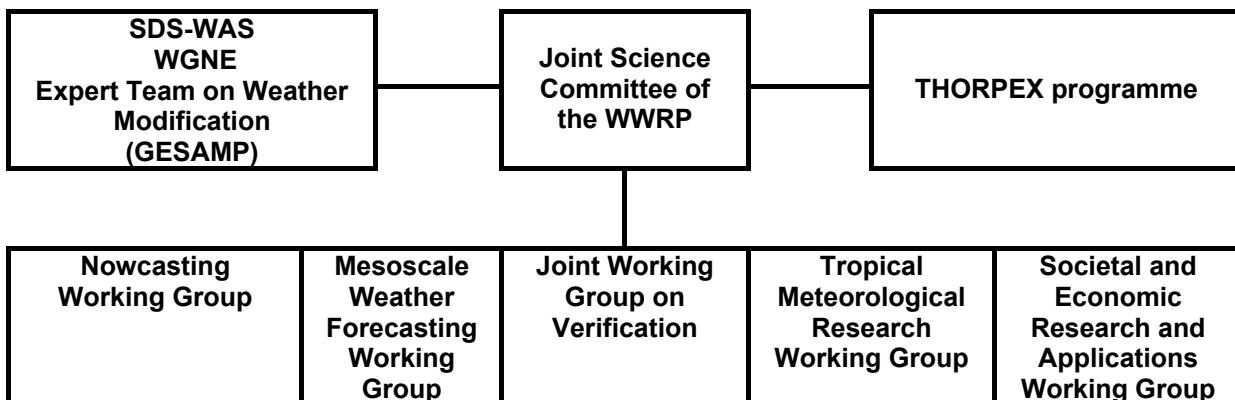 SDS-WAS
WGNE
Expert Team on Weather
Modification
(GESAMP)
Joint Science
Committee of
the WWRP
THORPEX programme
Nowcasting
Working Group
Mesoscale
Weather
Forecasting
Working
Group
Joint Working
Group on
Verification
Tropical
Meteorological
Research
Working Group
Societal and
Economic
Research and
Applications
Working Group